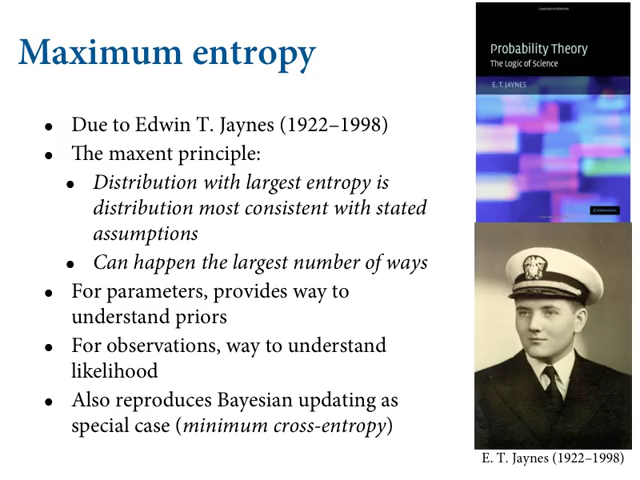 Maximum entropy
• Due to Edwin T. Jaynes (1922–1998)
• The maxent principle:
• Distribution with largest entropy is
distribution most consistent with stated
assumptions
• Can happen the largest number of ways
• For parameters, provides way to
understand priors
• For observations, way to understand
likelihood
• Also reproduces Bayesian updating as
special case (minimum cross-entropy)
Probability Theory
The Logic of Science
E. T. JAYNES
E. T. Jaynes (1922–1998)